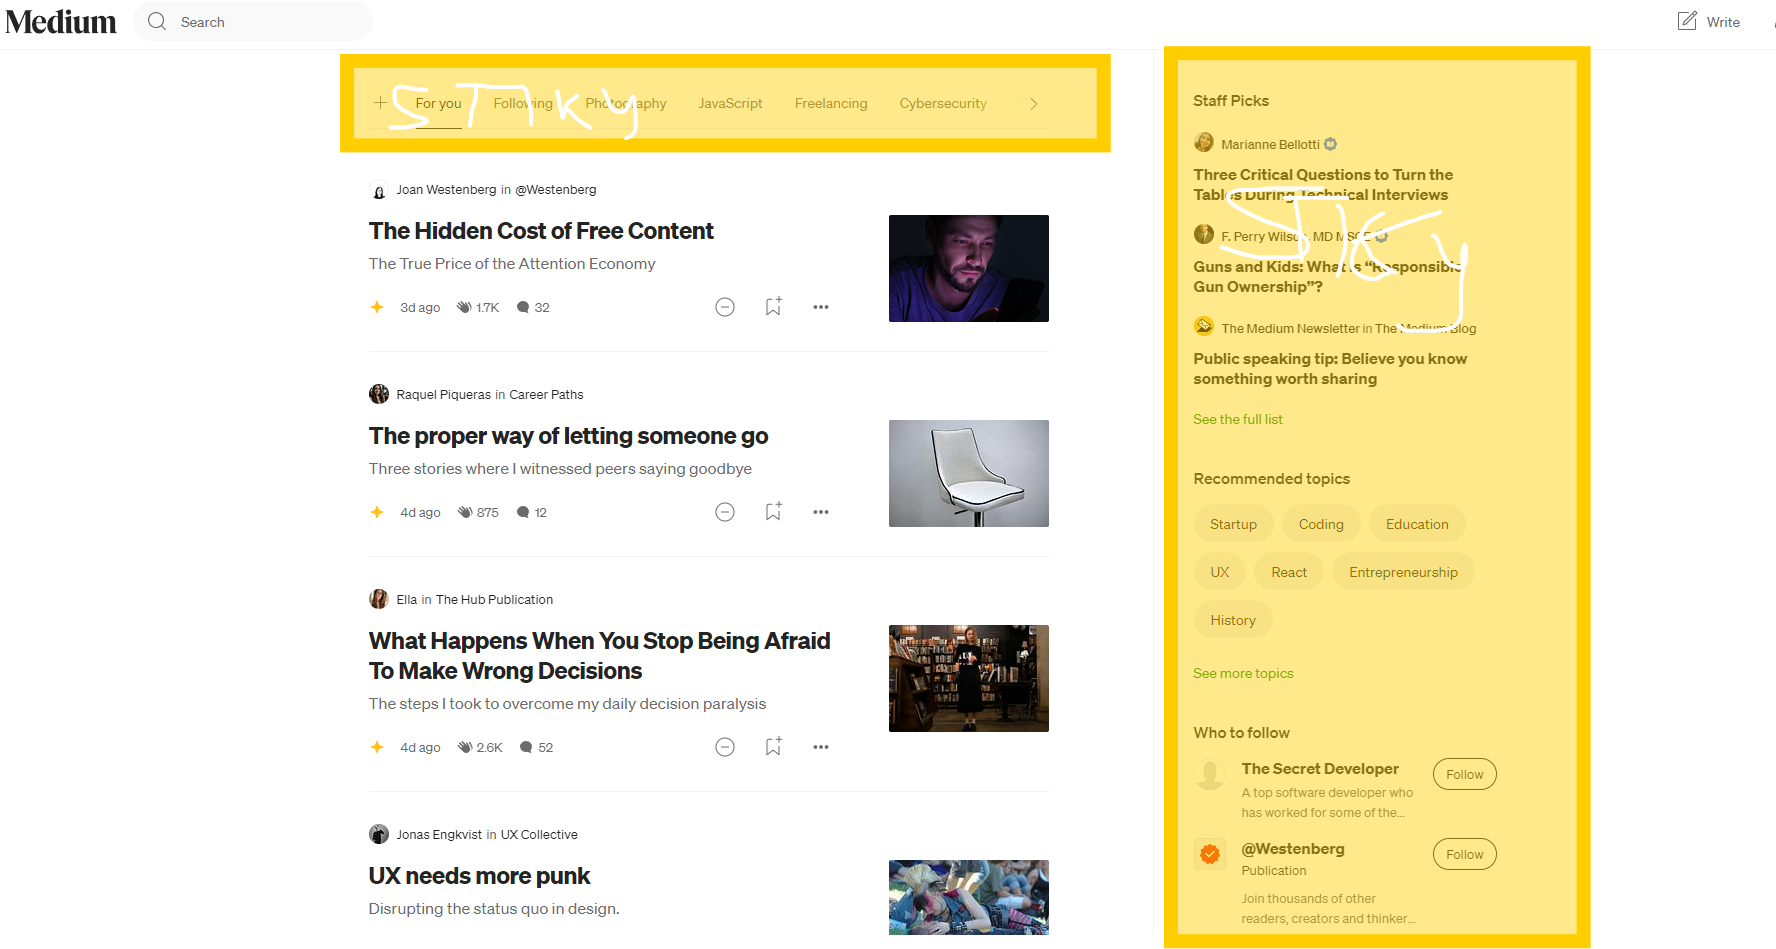 Medium
Search
Write
For you Following Photography JavaScript Freelancing Cybersecurity
STIKY
Joan Westenberg in @Westenberg
The Hidden Cost of Free Content
The True Price of the Attention Economy
3d ago 1.7K 32
Raquel Piqueras in Career Paths
The proper way of letting someone go
Three stories where I witnessed peers saying goodbye
4d ago 875 12
Ella in The Hub Publication
What Happens When You Stop Being Afraid
To Make Wrong Decisions
The steps I took to overcome my daily decision paralysis
4d ago 2.6K 52
Jonas Engkvist in UX Collective
UX needs more punk
Disrupting the status quo in design.
Staff Picks
Marianne Bellotti
Three Critical Questions to Turn the
Tables During Technical Interviews
STIKY
F. Perry Wilson, MD MSCE
Guns and Kids: What is “Responsible
Gun Ownership”?
The Medium Newsletter in The Medium Blog
Public speaking tip: Believe you know
something worth sharing
See the full list
Recommended topics
Startup Coding Education
UX React Entrepreneurship
History
See more topics
Who to follow
The Secret Developer
Follow
A top software developer who
has worked for some of the...
@Westenberg
Follow
Publication
Join thousands of other
readers, creators and thinker...